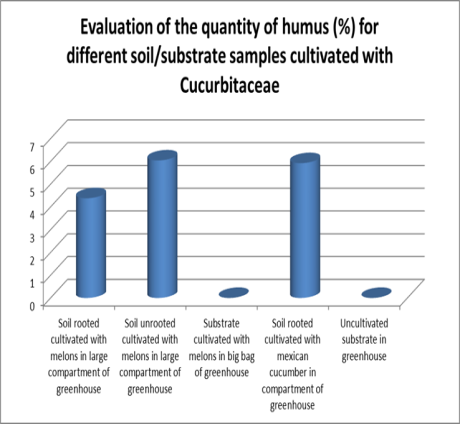 Evaluation of the quantity of humus (%) for
different soil/substrate samples cultivated with
Cucurbitaceae
7
6
5
4
3
2
1
0
Soil rooted
cultivated with
melons in large
compartment of
greenhouse
Soil unrooted
cultivated with
melons in large
compartment of
greenhouse
Substrate
cultivated with
melons in big bag
of greenhouse
Soil rooted
cultivated with
mexican
cucumber in
compartment of
greenhouse
Uncultivated
substrate in
greenhouse